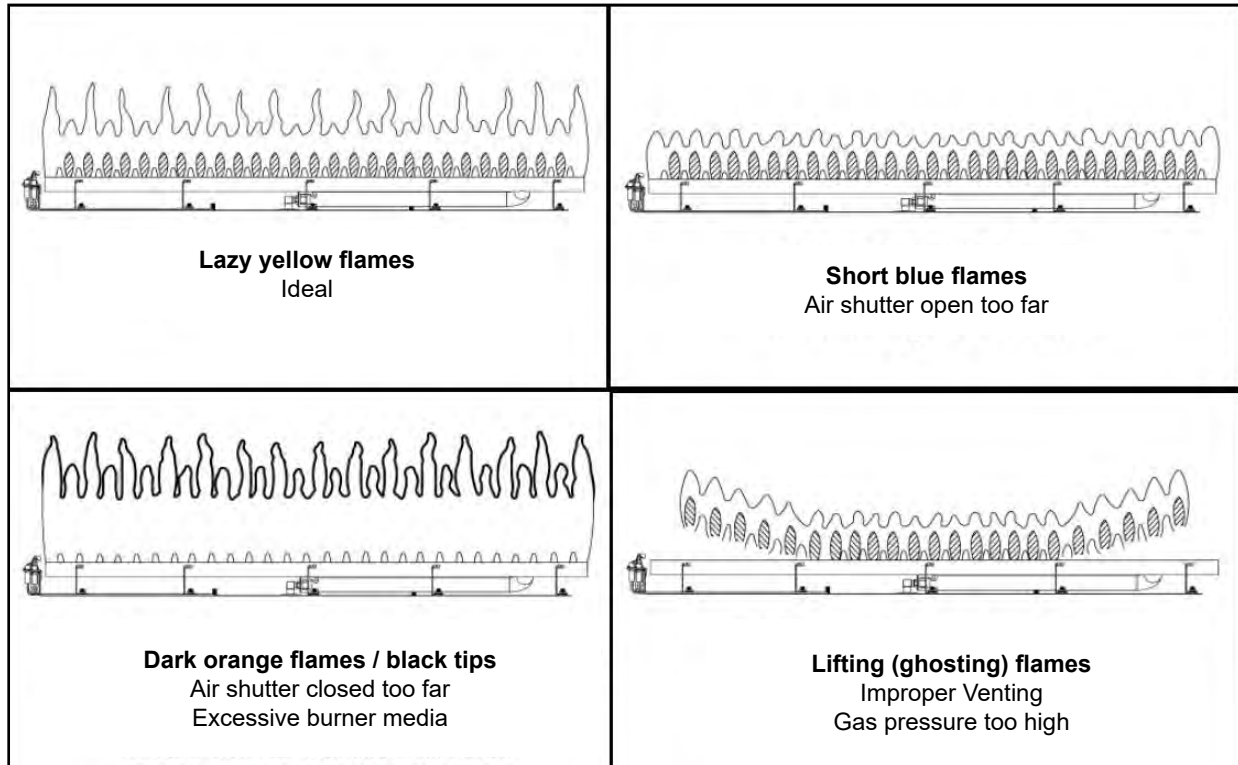 Lazy yellow flames
Ideal
Short blue flames
Air shutter open too far
Dark orange flames / black tips
Air shutter closed too far
Excessive burner media
Lifting (ghosting) flames
Improper Venting
Gas pressure too high